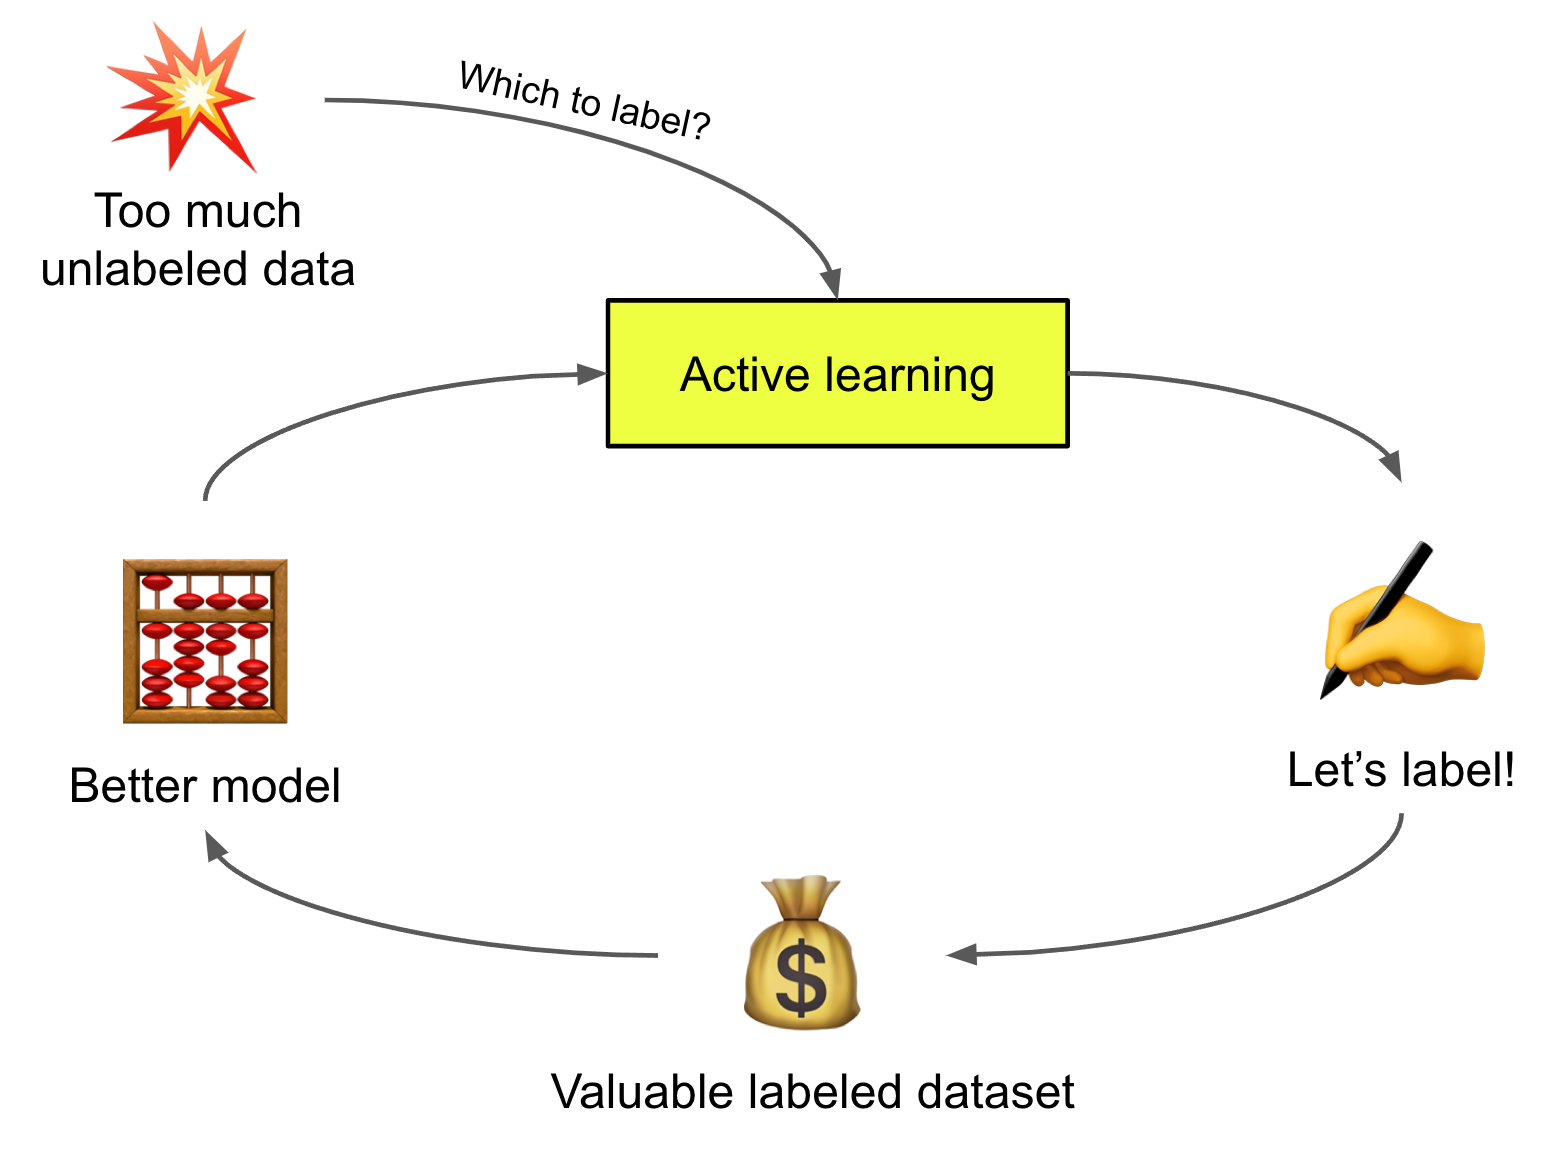 Which to label?
Too much
unlabeled data
Active learning
Better model
Let’s label!
$
Valuable labeled dataset